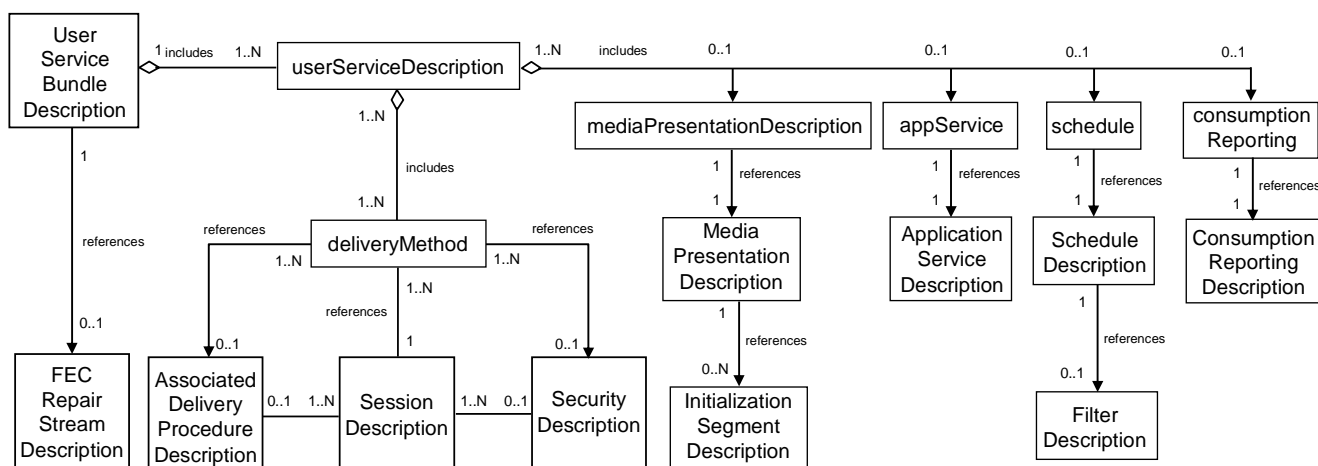 User
Service
Bundle
Description
1
includes
1..N
userServiceDescription
1..N
includes
0..1
0..1
0..1
0..1
1..N
mediaPresentationDescription
appService
schedule
consumption
Reporting
1
references
1
1
references
1
1
references
1
1
references
1
includes
1..N
1
references
0..1
deliveryMethod
references
1..N
references
1..N
1..N
references
1
0..1
0..1
Media
Presentation
Description
Application
Service
Description
Schedule
Description
Consumption
Reporting
Description
1
references
0..N
1
references
0..1
FEC
Repair
Stream
Description
Associated
Delivery
Procedure
Description
0..1
1..N
Session
Description
1..N
0..1
Security
Description
Initialization
Segment
Description
Filter
Description